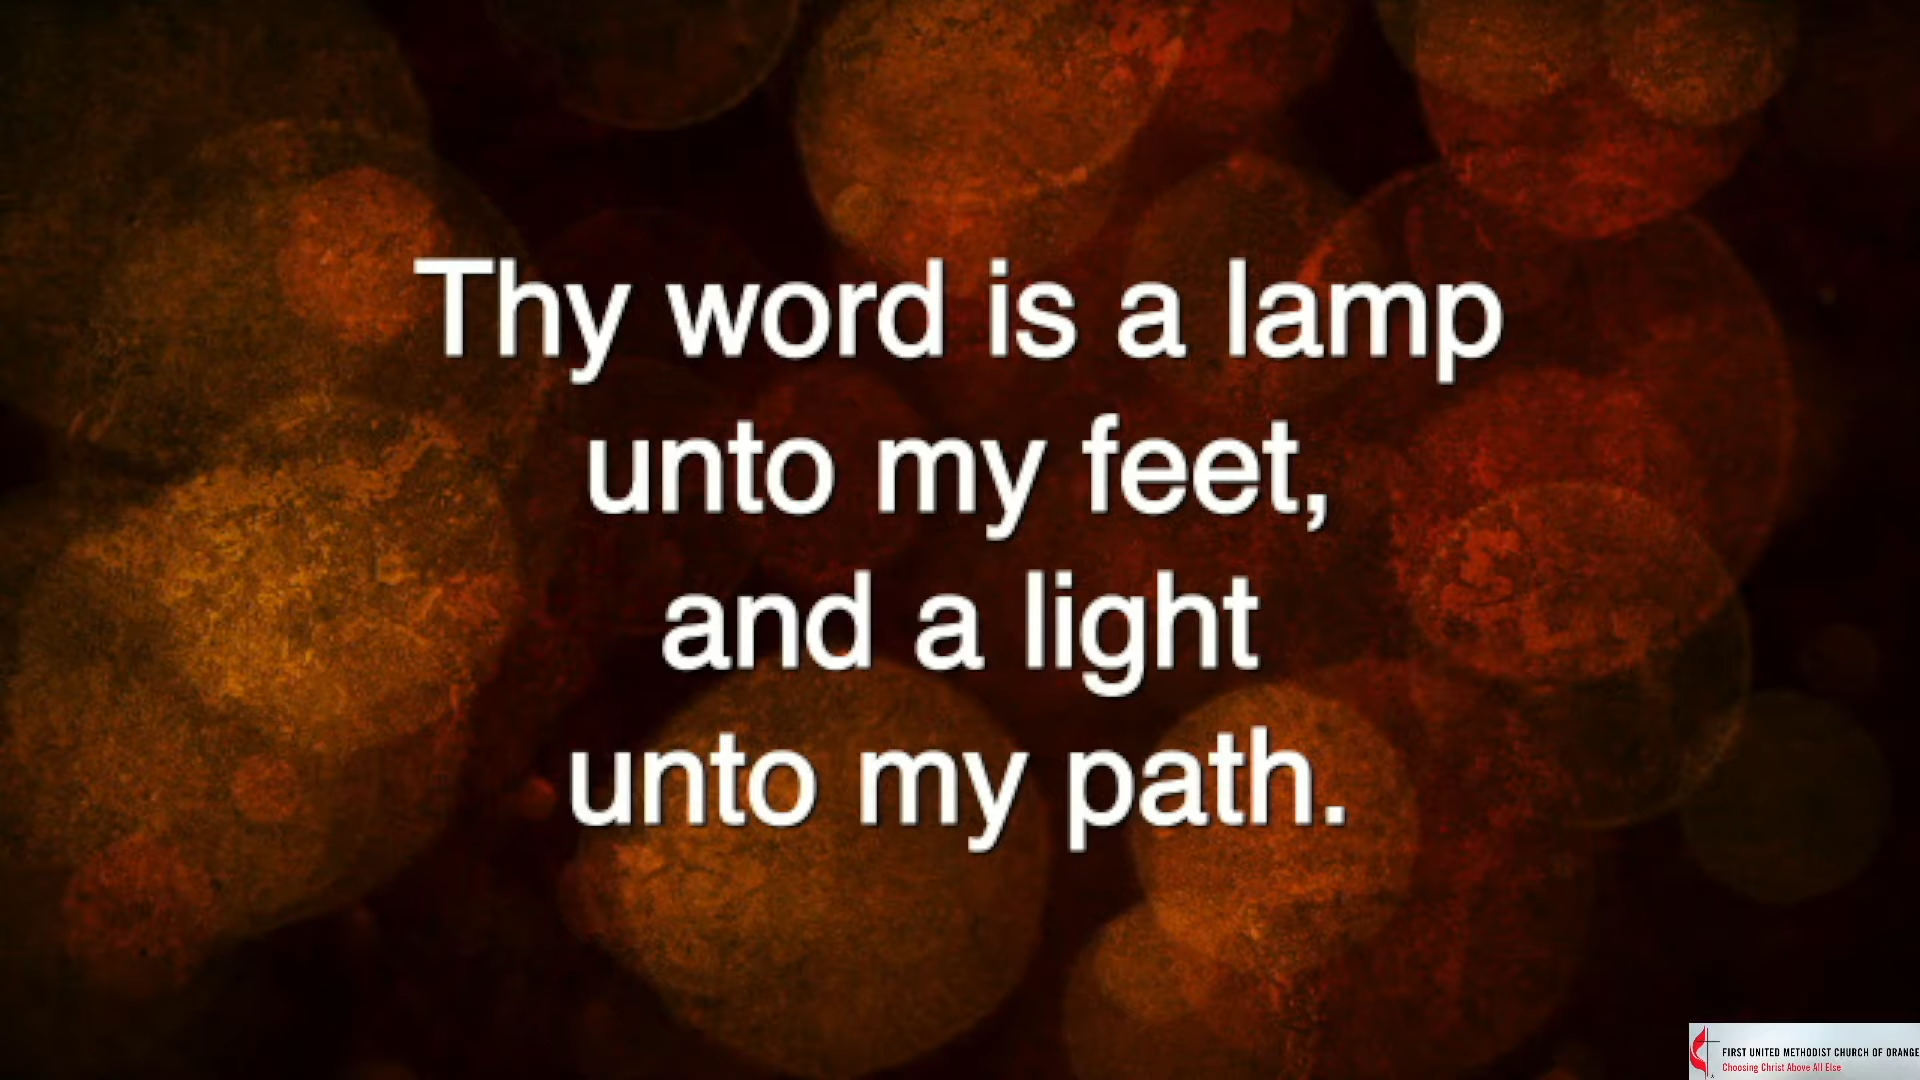 Thy word is a lamp
unto my feet,
and a light
unto my path.
FIRST UNITED METHODIST CHURCH OF ORANGE
Choosing Christ Above All Else